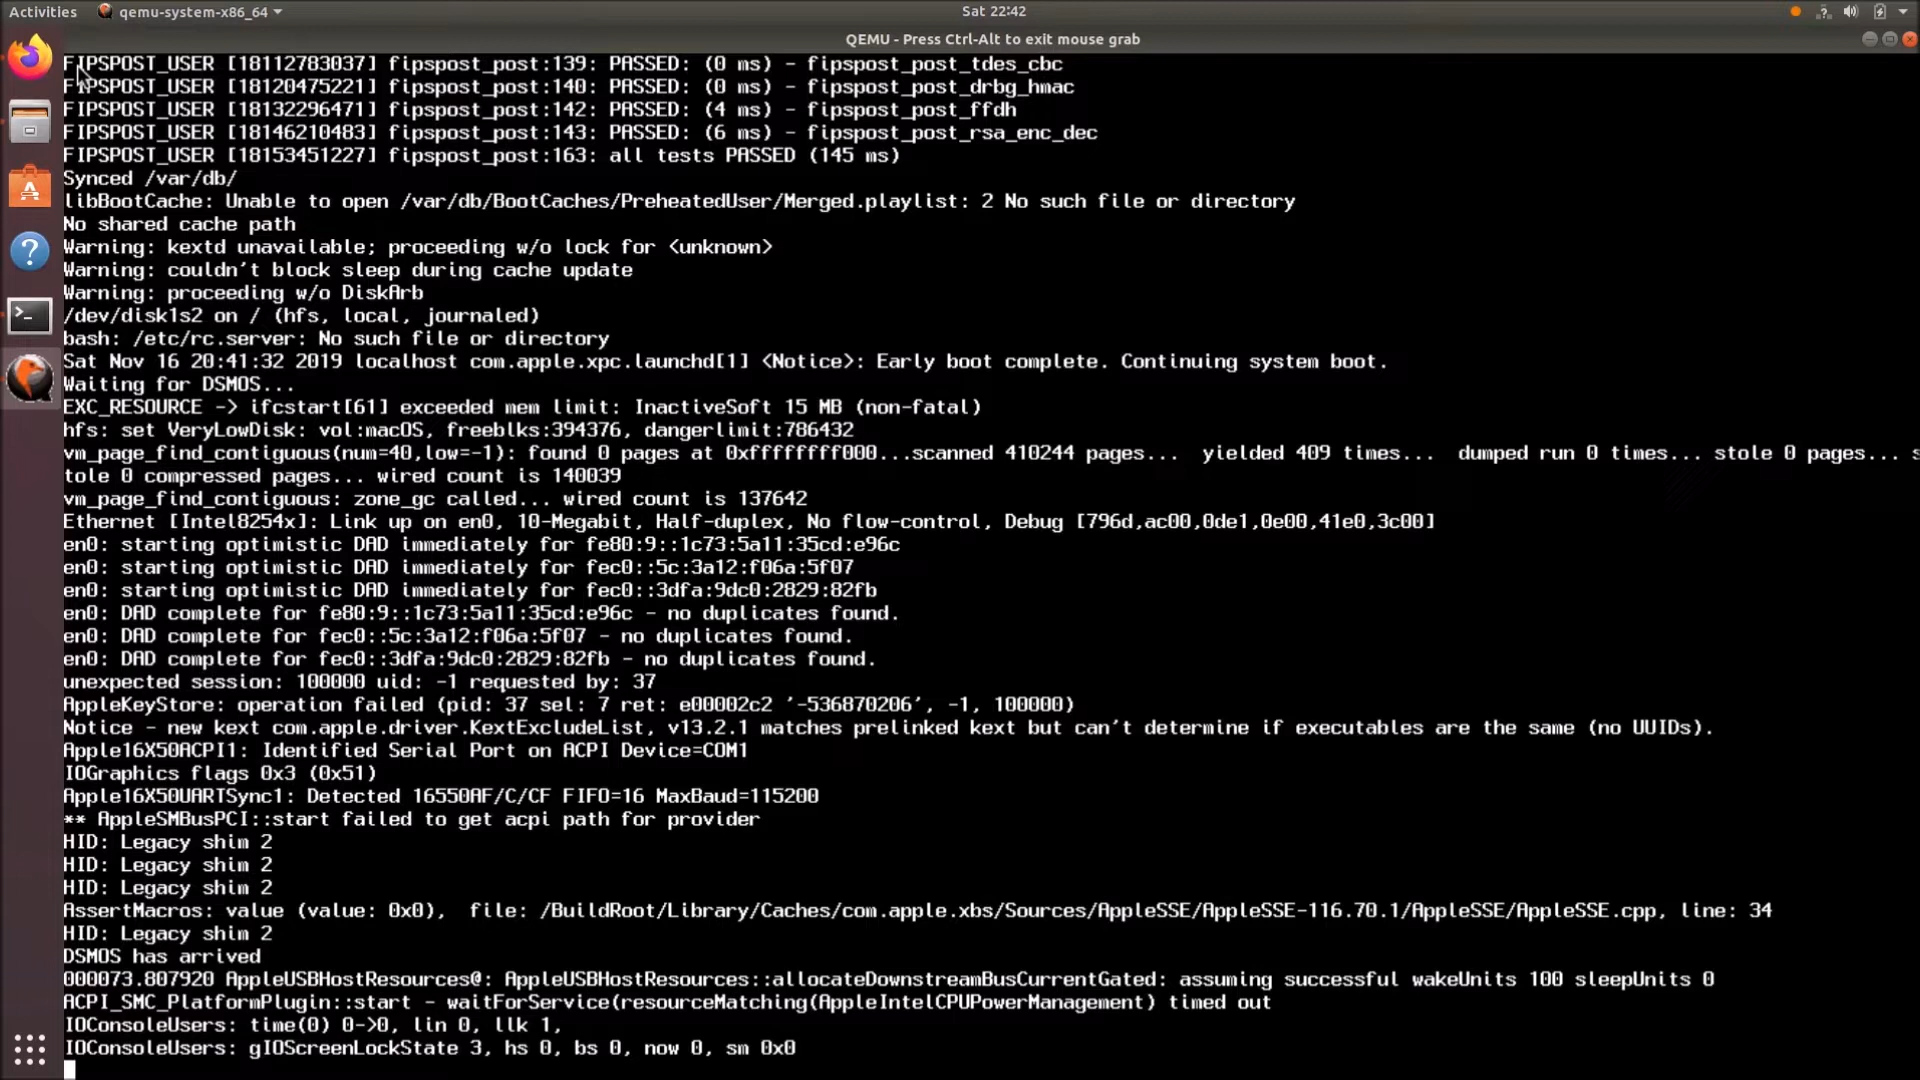 Activities
qemu-system-x86_64
Sat 22:42
QEMU - Press Ctrl-Alt to exit mouse grab
FIPSPOST_USER [18112783037] fipspost_post:139: PASSED: (0 ms) - fipspost_post_tdes_cbc
FIPSPOST_USER [18120475221] fipspost_post:140: PASSED: (0 ms) - fipspost_post_drbg_hmac
FIPSPOST_USER [181322296471] fipspost_post:142: PASSED: (4 ms) - fipspost_post_ffdh
FIPSPOST_USER [18146210483] fipspost_post:143: PASSED: (6 ms) - fipspost_post_rsa_enc_dec
FIPSPOST_USER [18153451227] fipspost_post:163: all tests PASSED (145 ms)
Synced /var/db/
libBootCache: Unable to open /var/db/BootCaches/PreheatedUser/Merged.playlist: 2 No such file or directory
No shared cache path
Warning: kextd unavailable; proceeding w/o lock for <unknown>
Warning: couldn't block sleep during cache update
Warning: proceeding w/o DiskArb
/dev/disk1s2 on / (hfs, local, journaled)
bash: /etc/rc.server: No such file or directory
Sat Nov 16 20:41:32 2019 localhost com.apple.xpc.launchd[1] <Notice>: Early boot complete. Continuing system boot.
Waiting for DSMOS...
EXC_RESOURCE -> ifcstart[61] exceeded mem limit: InactiveSoft 15 MB (non-fatal)
hfs: set VeryLowDisk: vol:macOS, freeblks:394376, dangerlimit:786432
vm_page_find_contiguous(num=40,low=-1): found 0 pages at 0xffffffff000...scanned 410244 pages...  yielded 409 times...  dumped run 0 times... stole 0 pages... s
tole 0 compressed pages... wired count is 140039
vm_page_find_contiguous: zone_gc called... wired count is 137642
Ethernet [Intel8254x]: Link up on en0, 10-Megabit, Half-duplex, No flow-control, Debug [796d,ac00,0de1,0e00,41e0,3c00]
en0: starting optimistic DAD immediately for fe80:9::1c73:5a11:35cd:e96c
en0: starting optimistic DAD immediately for fec0::5c:3a12:f06a:5f07
en0: starting optimistic DAD immediately for fec0::3dfa:9dc0:2829:82fb
en0: DAD complete for fe80:9::1c73:5a11:35cd:e96c - no duplicates found.
en0: DAD complete for fec0::5c:3a12:f06a:5f07 - no duplicates found.
en0: DAD complete for fec0::3dfa:9dc0:2829:82fb - no duplicates found.
unexpected session: 100000 uid: -1 requested by: 37
AppleKeyStore: operation failed (pid: 37 sel: 7 ret: e00002c2 '-536870206', -1, 100000)
Notice - new kext com.apple.driver.KextExcludeList, v13.2.1 matches prelinked kext but can't determine if executables are the same (no UUIDs).
Apple16X50ACPI1: Identified Serial Port on ACPI Device=COM1
IOGraphics flags 0x3 (0x51)
Apple16X50UARTSync1: Detected 16550AF/C/CF FIFO=16 MaxBaud=115200
** AppleSMBusPCI::start failed to get acpi path for provider
HID: Legacy shim 2
HID: Legacy shim 2
HID: Legacy shim 2
AssertMacros: value (value: 0x0),  file: /BuildRoot/Library/Caches/com.apple.xbs/Sources/AppleSSE/AppleSSE-116.70.1/AppleSSE/AppleSSE.cpp, line: 34
HID: Legacy shim 2
DSMOS has arrived
000073.807920 AppleUSBHostResources@: AppleUSBHostResources::allocateDownstreamBusCurrentGated: assuming successful wakeUnits 100 sleepUnits 0
ACPI_SMC_PlatformPlugin::start - waitForService(resourceMatching(AppleIntelCPUPowerManagement) timed out
IOConsoleUsers: time(0) 0->0, lin 0, llk 1,
IOConsoleUsers: gIOScreenLockState 3, hs 0, bs 0, now 0, sm 0x0